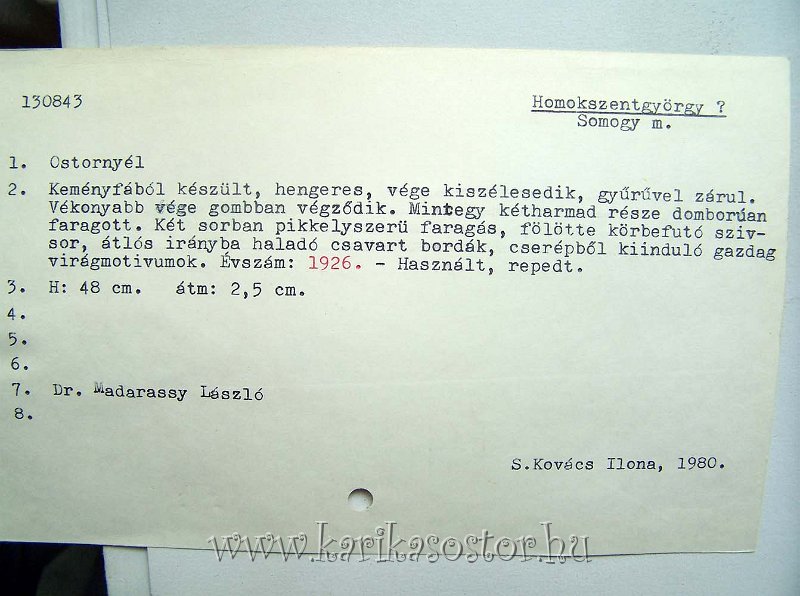 130843
Homokszentgyörgy ?
Somogy m.
1. Ostornyél
2. Keményfából készült, hengeres, vége kiszélesedik, gyűrűvel zárul.
Vékonyabb vége gombban végződik. Mintegy kétharmad része domborúan
faragott. Két sorban pikkelyszerü faragás, fölötte körbefutó sziv-
sor, átlós irányba haladó csavart bordák, cserépből kiinduló gazdag
virágmotivumok. Évszám: 1926. - Használt, repedt.
3. H: 48 cm. átm: 2,5 cm.
4.
5.
6.
7. Dr. Madarassy László
8.
S.Kovács Ilona, 1980.
www.karikasostor.hu